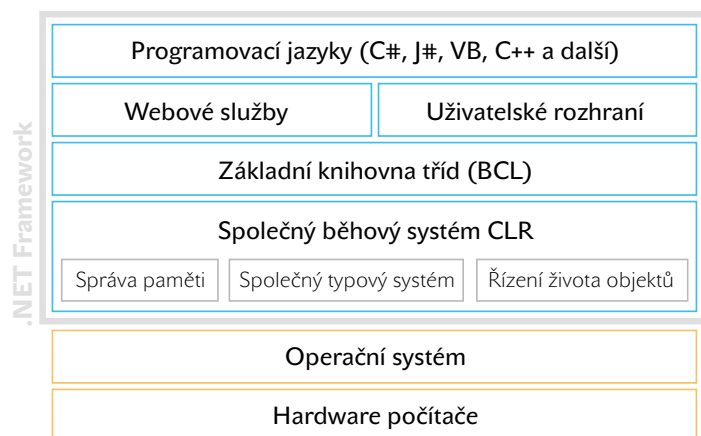 Programovací jazyky (C#, J#, VB, C++ a další)
Webové služby
Uživatelské rozhraní
Základní knihovna tříd (BCL)
Společný běhový systém CLR
Správa paměti
Společný typový systém
Řízení života objektů
.NET Framework
Operační systém
Hardware počítače